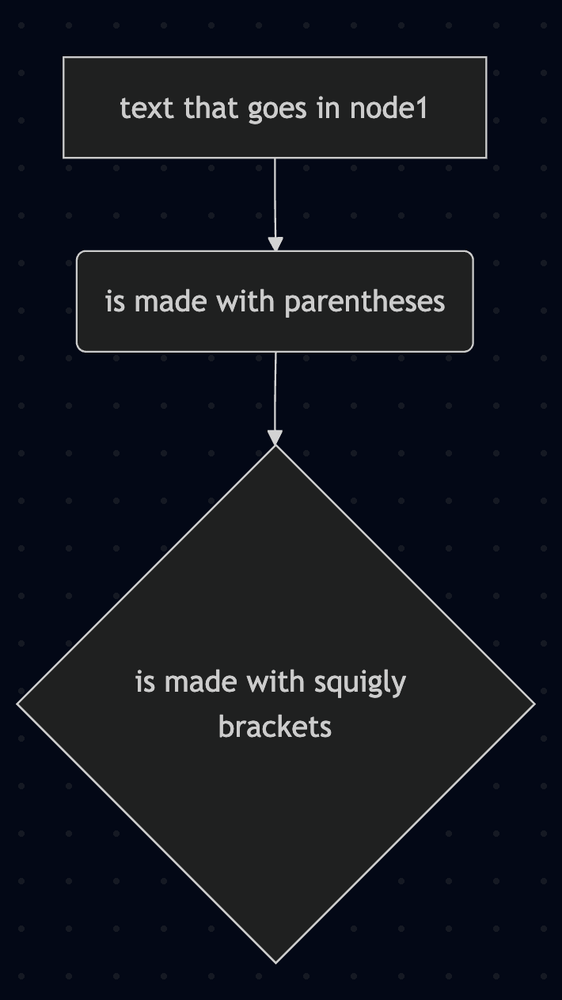 text that goes in node1
is made with parentheses
is made with squigly
brackets